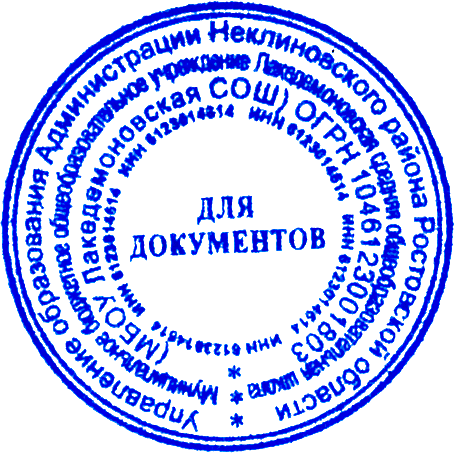 Управление образования Администрации Неклиновского района Ростовской области *
Муниципальное бюджетное общеобразовательное учреждение Лакедемоновская средняя общеобразовательная школа *
(МБОУ Лакедемоновская СОШ) ОГРН 1046123001803 *
ИНН 6123014614 ИНН 6123014614 ИНН 6123014614 ИНН 6123014614 ИНН 6123014614
ДЛЯ
ДОКУМЕНТОВ